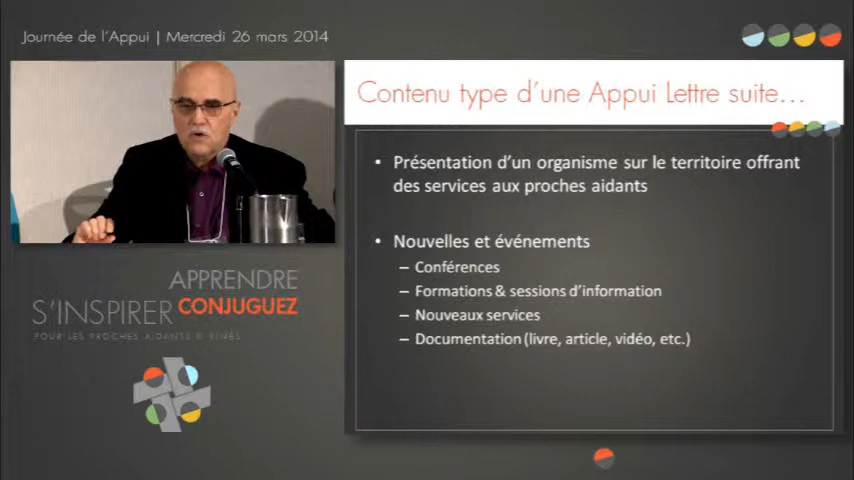 Journée de l'Appui | Mercredi 26 mars 2014
Contenu type d'une Appui Lettre suite...
• Présentation d'un organisme sur le territoire offrant
des services aux proches aidants
• Nouvelles et événements
– Conférences
– Formations & sessions d'information
– Nouveaux services
– Documentation (livre, article, vidéo, etc.)
APPRENDRE
S'INSPIRER CONJUGUEZ
POUR LES PROCHES AIDANTS D'AÎNÉS